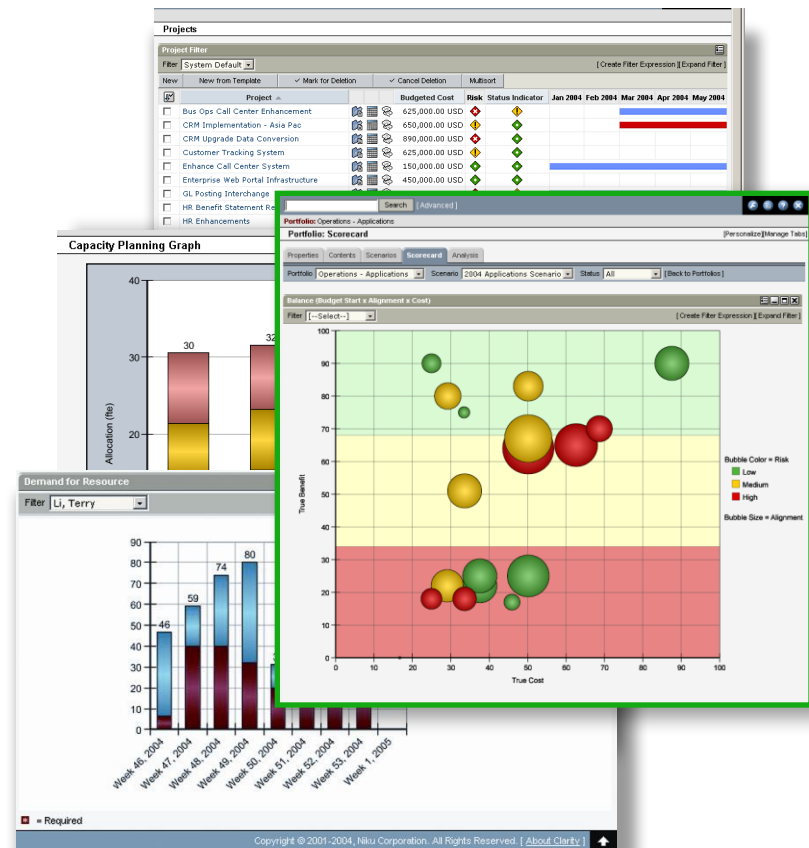 Projects
Project Filter
Filter System Default [ Create Filter Expression ][ Expand Filter ]
New New from Template ✓ Mark for Deletion ✓ Cancel Deletion Multisort
Project Budgeted Cost Risk Status Indicator Jan 2004 Feb 2004 Mar 2004 Apr 2004 May 2004
Bus Ops Call Center Enhancement 625,000.00 USD
CRM Implementation - Asia Pac 650,000.00 USD
CRM Upgrade Data Conversion 890,000.00 USD
Customer Tracking System 625,000.00 USD
Enhance Call Center System 150,000.00 USD
Enterprise Web Portal Infrastructure 450,000.00 USD
GL Posting Interchange
HR Benefit Statement Re
HR Enhancements
Search [ Advanced ]
Portfolio: Operations - Applications
Portfolio: Scorecard [Personalize][Manage Tabs]
Properties Contents Scenarios Scorecard Analysis
Portfolio Operations - Applications Scenario 2004 Applications Scenario Status All [ Back to Portfolios ]
Balance (Budget Start x Alignment x Cost)
Filter [--Select--] [ Create Filter Expression ][ Expand Filter ]
100
90
80
70
60
50
40
30
20
10
0
True Benefit
0 10 20 30 40 50 60 70 80 90 100
True Cost
Bubble Color = Risk
Low
Medium
High
Bubble Size = Alignment
Capacity Planning Graph
40
30
20
Allocation (fte)
30
32
Demand for Resource
Filter Li, Terry
90
80
70
60
50
40
30
20
10
0
46
59
74
80
Week 46, 2004
Week 47, 2004
Week 48, 2004
Week 49, 2004
Week 50, 2004
Week 51, 2004
Week 52, 2004
Week 53, 2004
Week 1, 2005
= Required
Copyright © 2001-2004, Niku Corporation. All Rights Reserved. [ About Clarity ]